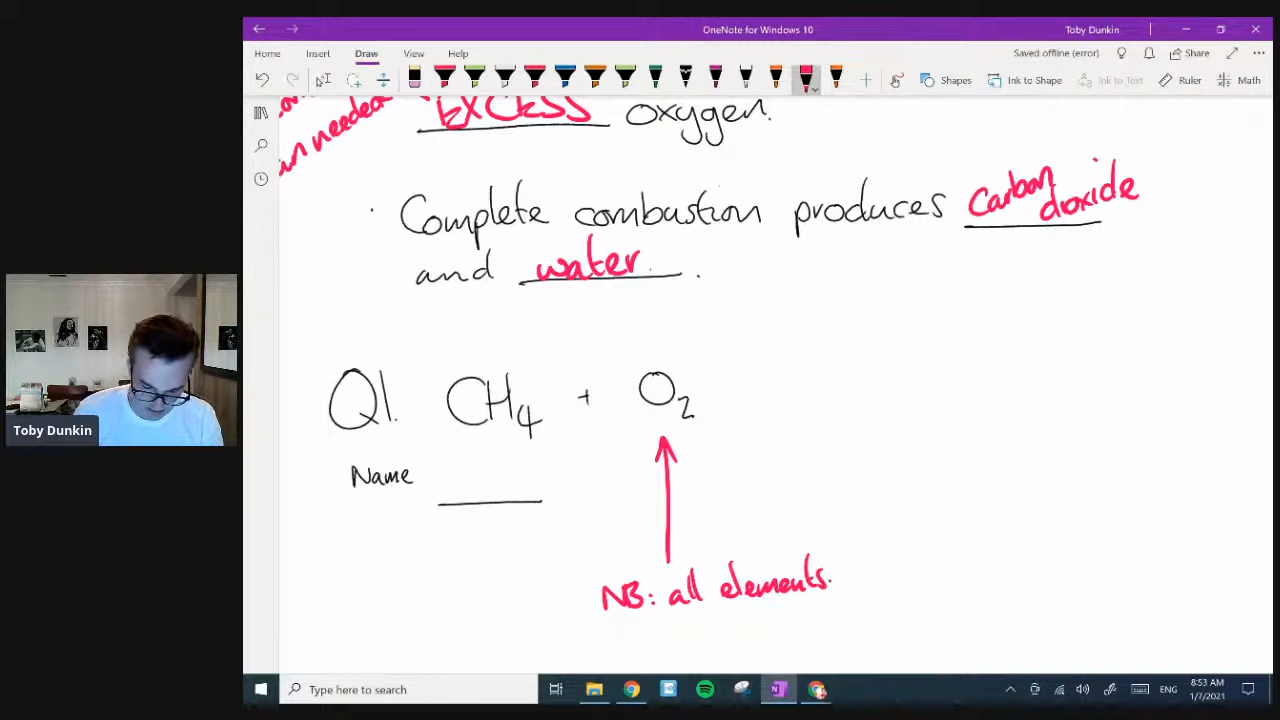 OneNote for Windows 10
Toby Dunkin
Home Insert Draw View Help
Saved offline (error)
Share
Shapes
Ink to Shape
Ink to Text
Ruler
Math
in needed
Excess oxygen.
· Complete combustion produces Carbon dioxide
and water.
Q1. CH4 + O2
Name
NB: all elements.
Toby Dunkin
Type here to search
ENG
8:53 AM
1/7/2021